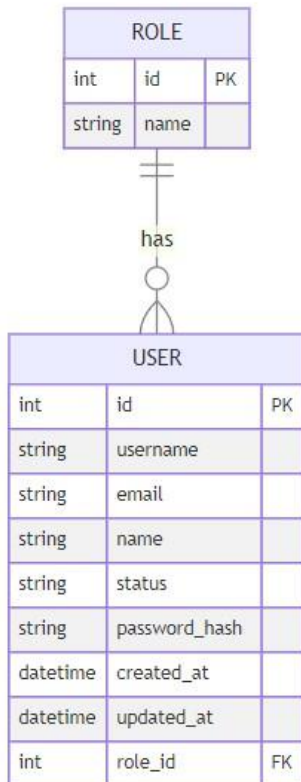 ROLE
int id PK
string name
has
USER
int id PK
string username
string email
string name
string status
string password_hash
datetime created_at
datetime updated_at
int role_id FK